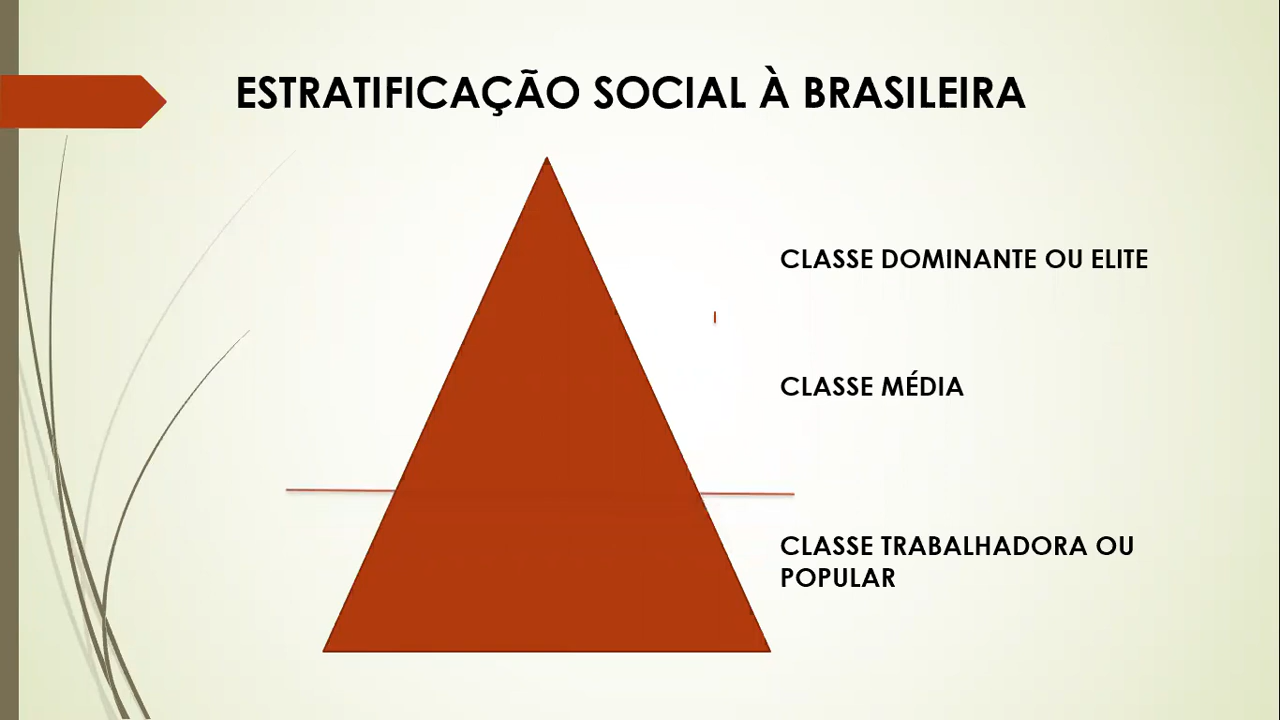 ESTRATIFICAÇÃO SOCIAL À BRASILEIRA
CLASSE DOMINANTE OU ELITE
CLASSE MÉDIA
CLASSE TRABALHADORA OU
POPULAR